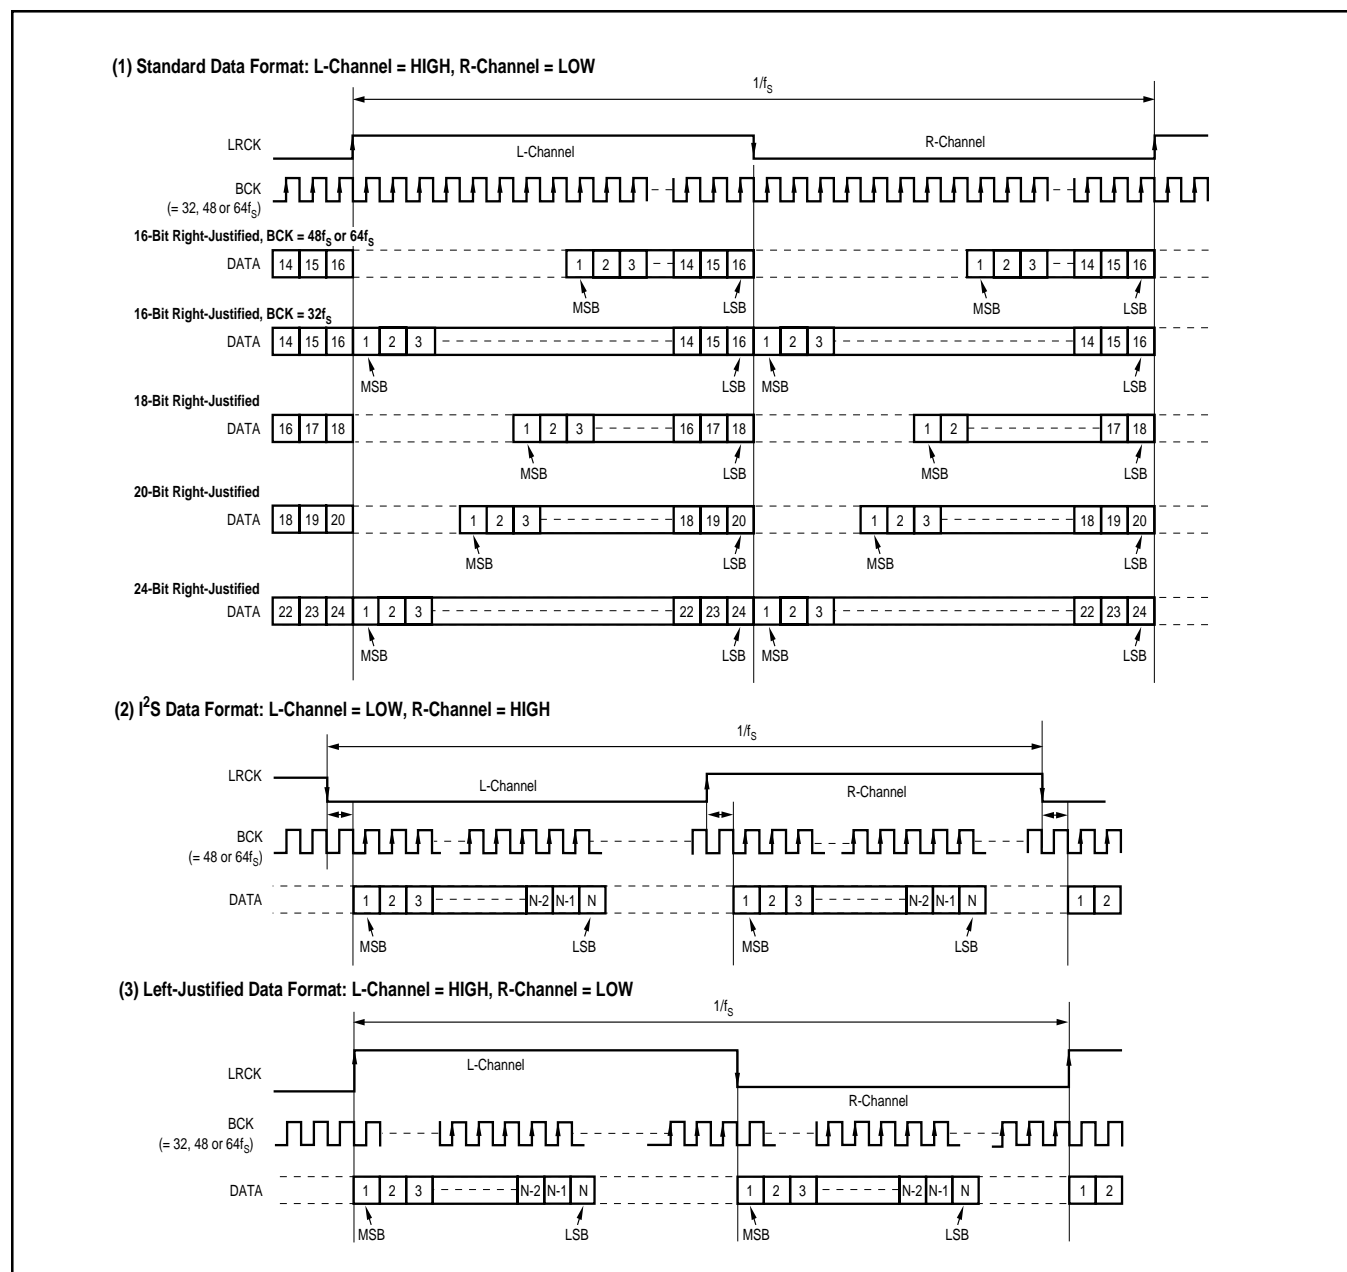 (1) Standard Data Format: L-Channel = HIGH, R-Channel = LOW
1/fS
LRCK
L-Channel
R-Channel
BCK
(= 32, 48 or 64fS)
16-Bit Right-Justified, BCK = 48fS or 64fS
DATA 14 15 16 1 2 3 14 15 16 1 2 3 14 15 16
MSB LSB MSB LSB
16-Bit Right-Justified, BCK = 32fS
DATA 14 15 16 1 2 3 14 15 16 1 2 3 14 15 16
MSB LSB MSB LSB
18-Bit Right-Justified
DATA 16 17 18 1 2 3 16 17 18 1 2 17 18
MSB LSB MSB LSB
20-Bit Right-Justified
DATA 18 19 20 1 2 3 18 19 20 1 2 3 18 19 20
MSB LSB MSB LSB
24-Bit Right-Justified
DATA 22 23 24 1 2 3 22 23 24 1 2 3 22 23 24
MSB LSB MSB LSB
(2) I²S Data Format: L-Channel = LOW, R-Channel = HIGH
1/fS
LRCK
L-Channel
R-Channel
BCK
(= 48 or 64fS)
DATA 1 2 3 N-2 N-1 N 1 2 3 N-2 N-1 N 1 2
MSB LSB MSB LSB
(3) Left-Justified Data Format: L-Channel = HIGH, R-Channel = LOW
1/fS
LRCK
L-Channel
R-Channel
BCK
(= 32, 48 or 64fS)
DATA 1 2 3 N-2 N-1 N 1 2 3 N-2 N-1 N 1 2
MSB LSB MSB LSB